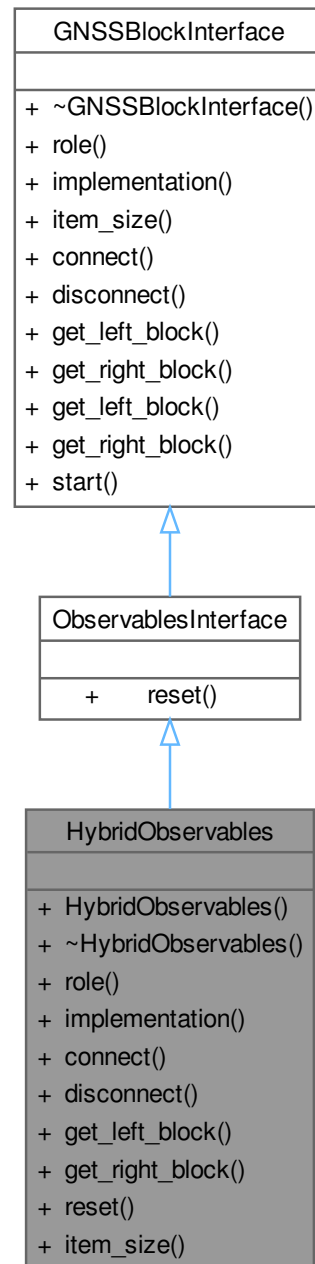 GNSSBlockInterface
+ ~GNSSBlockInterface()
+ role()
+ implementation()
+ item_size()
+ connect()
+ disconnect()
+ get_left_block()
+ get_right_block()
+ get_left_block()
+ get_right_block()
+ start()
ObservablesInterface
+ reset()
HybridObservables
+ HybridObservables()
+ ~HybridObservables()
+ role()
+ implementation()
+ connect()
+ disconnect()
+ get_left_block()
+ get_right_block()
+ reset()
+ item_size()